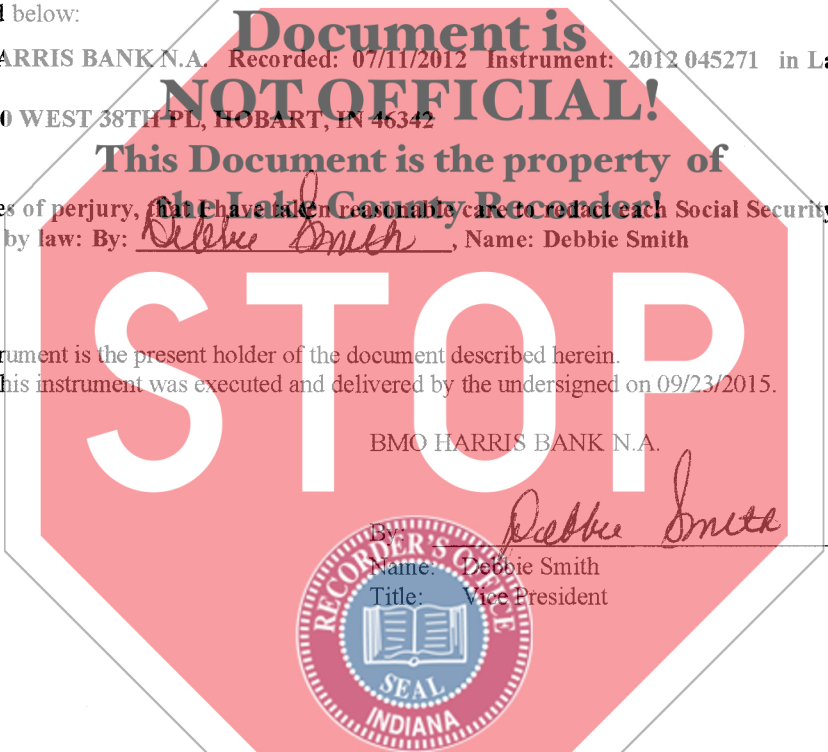 below:
Document is
ARRIS BANK N.A. Recorded: 07/11/2012 Instrument: 2012 045271 in La
NOT OFFICIAL!
0 WEST 38TH PL, HOBART, IN 46342
This Document is the property of
es of perjury, that I have taken reasonable care to redact each Social Security
the Lake County Recorder!
by law: By: Debbie Smith, Name: Debbie Smith
STOP
rument is the present holder of the document described herein.
his instrument was executed and delivered by the undersigned on 09/23/2015.
BMO HARRIS BANK N.A.
By: Debbie Smith
Name: Debbie Smith
Title: Vice President
RECORDER'S OFFICE
SEAL
INDIANA